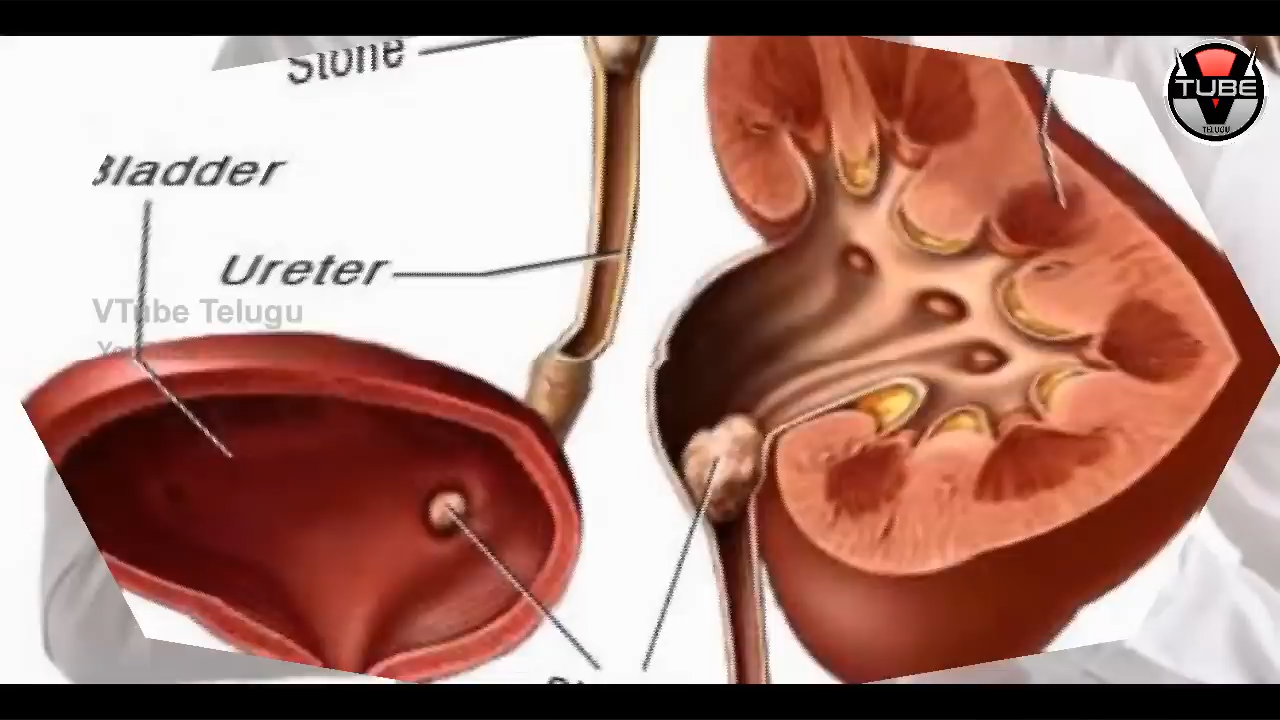 Stone
TUBE
TELUGU
Bladder
Ureter
VTube Telugu